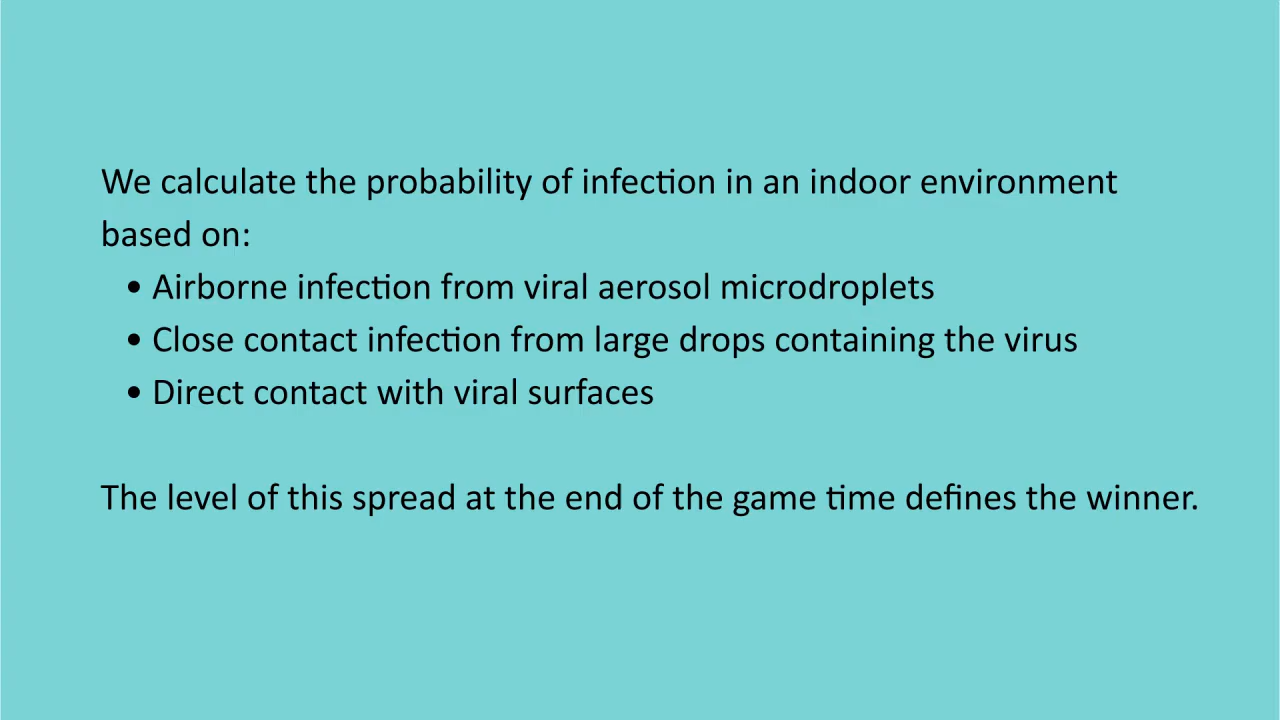 We calculate the probability of infection in an indoor environment
based on:
• Airborne infection from viral aerosol microdroplets
• Close contact infection from large drops containing the virus
• Direct contact with viral surfaces
The level of this spread at the end of the game time defines the winner.